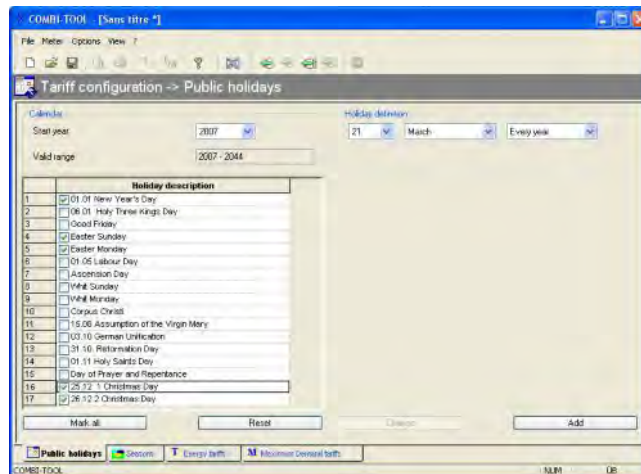 COMBI-TOOL - [Sans titre *]
File Meter Options View ?
Tariff configuration -> Public holidays
Calendar
Start year 2007
Valid range 2007 - 2044
Holiday definition
21 March Every year
Holiday description
1 01.01 New Year's Day
2 06.01 Holy Three Kings Day
3 Good Friday
4 Easter Sunday
5 Easter Monday
6 01.05 Labour Day
7 Ascension Day
8 Whit Sunday
9 Whit Monday
10 Corpus Christi
11 15.08 Assumption of the Virgin Mary
12 03.10 German Unification
13 31.10. Reformation Day
14 01.11 Holy Saints Day
15 Day of Prayer and Repentance
16 25.12. 1 Christmas Day
17 26.12 2 Christmas Day
Mark all Reset Change Add
Public holidays Seasons T Energy tariffs M Maximum Demand tariffs
COMBI-TOOL NUM ÜB